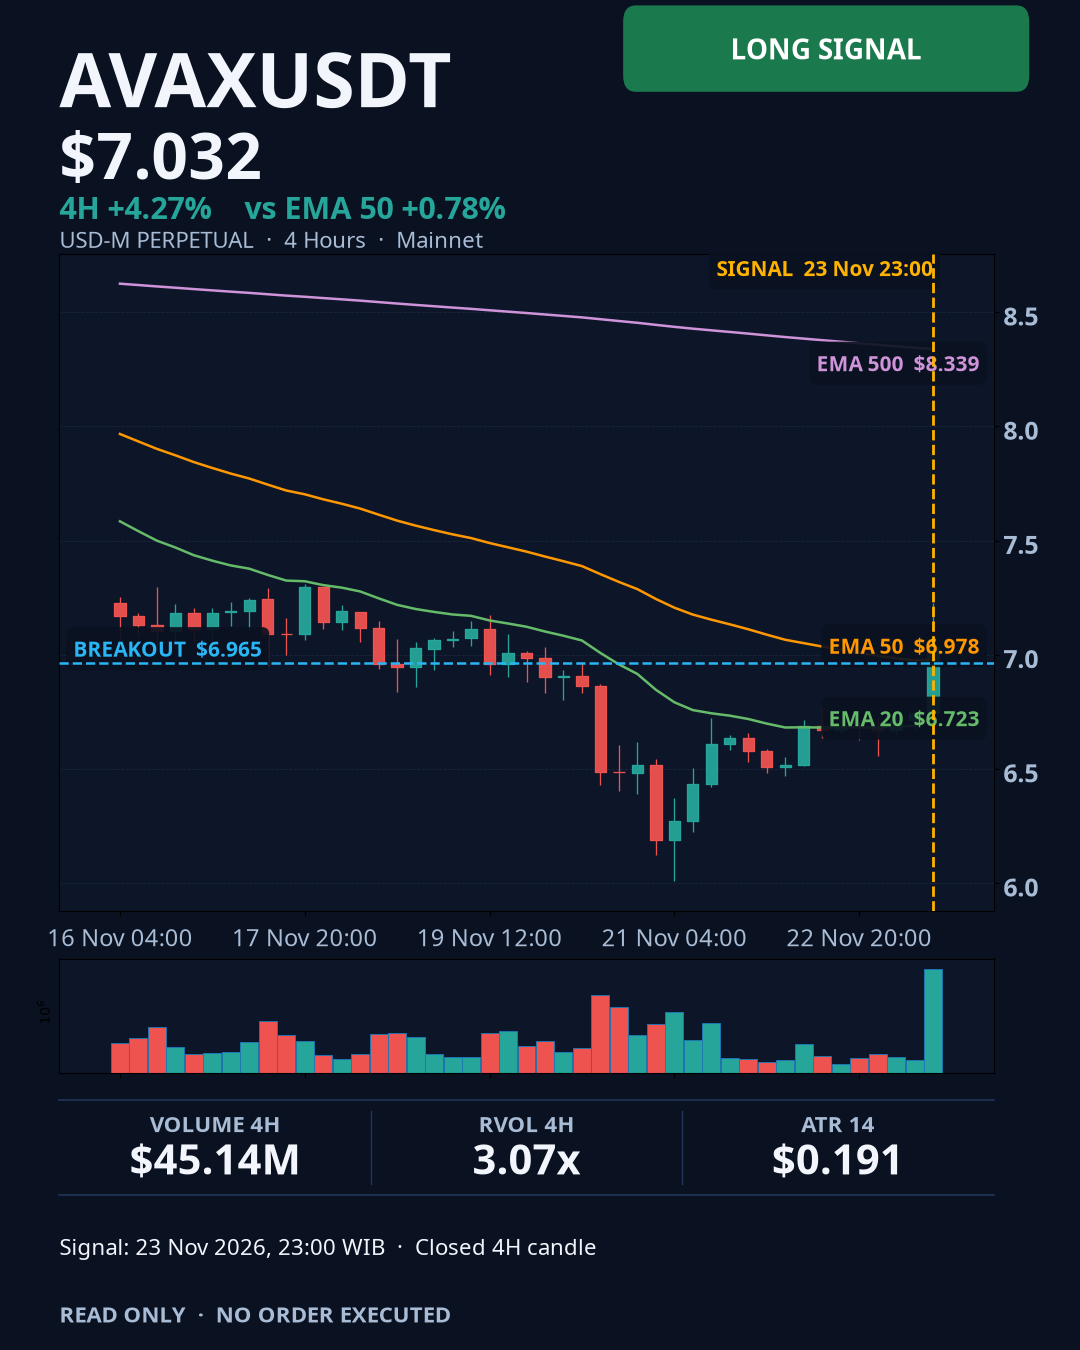 LONG SIGNAL
AVAXUSDT
$7.032
4H +4.27% vs EMA 50 +0.78%
USD-M PERPETUAL · 4 Hours · Mainnet
SIGNAL 23 Nov 23:00
8.5
EMA 500 $8.339
8.0
7.5
BREAKOUT $6.965
EMA 50 $6.978
7.0
EMA 20 $6.723
6.5
6.0
16 Nov 04:00 17 Nov 20:00 19 Nov 12:00 21 Nov 04:00 22 Nov 20:00
10⁶
VOLUME 4H RVOL 4H ATR 14
$45.14M 3.07x $0.191
Signal: 23 Nov 2026, 23:00 WIB · Closed 4H candle
READ ONLY · NO ORDER EXECUTED